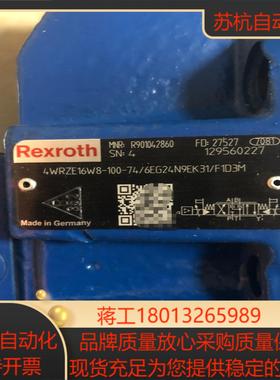 苏杭自动
Rexroth
MNR: R901042860
FD: 27527
7081
SN: 4
129560227
4WRZE16W8-100-74/6EG24N9EK31/F1D3M
Made in Germany
蒋工18013265989
自动化
开票
品牌质量放心采购质量保
现货充足为您提供稳定的